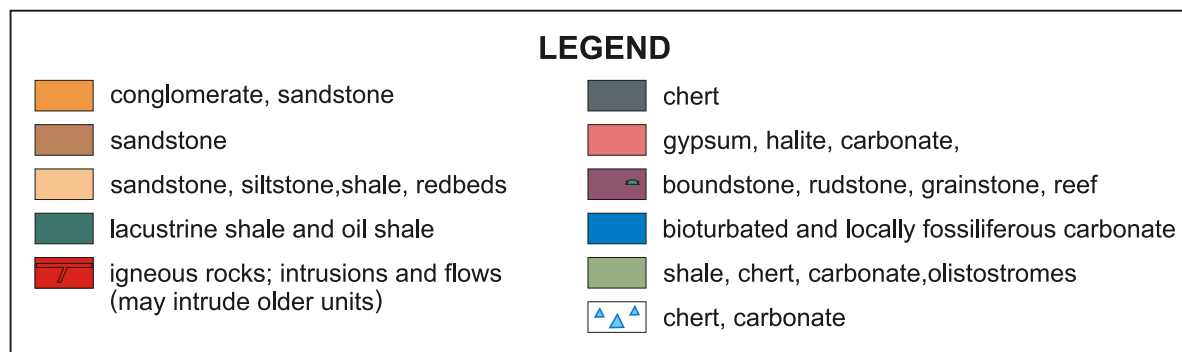 LEGEND
conglomerate, sandstone
sandstone
sandstone, siltstone,shale, redbeds
lacustrine shale and oil shale
igneous rocks; intrusions and flows
(may intrude older units)
chert
gypsum, halite, carbonate,
boundstone, rudstone, grainstone, reef
bioturbated and locally fossiliferous carbonate
shale, chert, carbonate,olistostromes
chert, carbonate